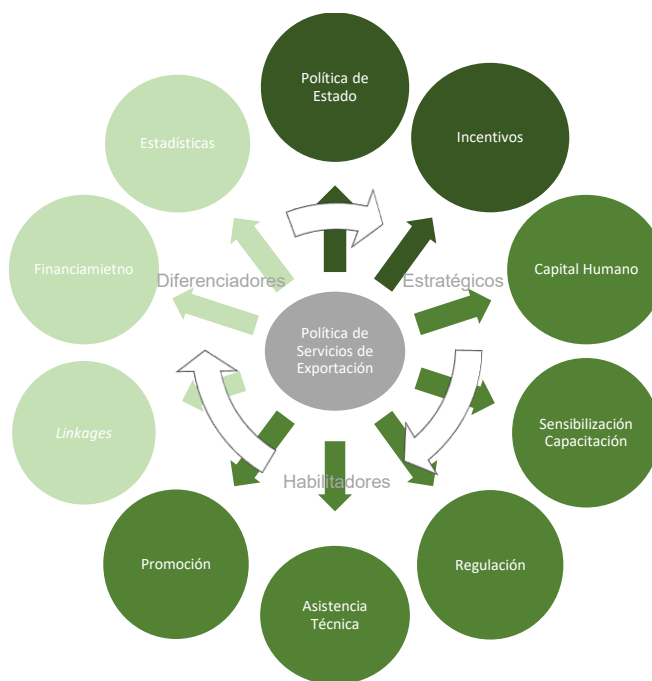 Política de
Estado
Incentivos
Capital Humano
Sensibilización
Capacitación
Regulación
Asistencia
Técnica
Promoción
Linkages
Financiamietno
Estadísticas
Diferenciadores
Estratégicos
Habilitadores
Política de
Servicios de
Exportación